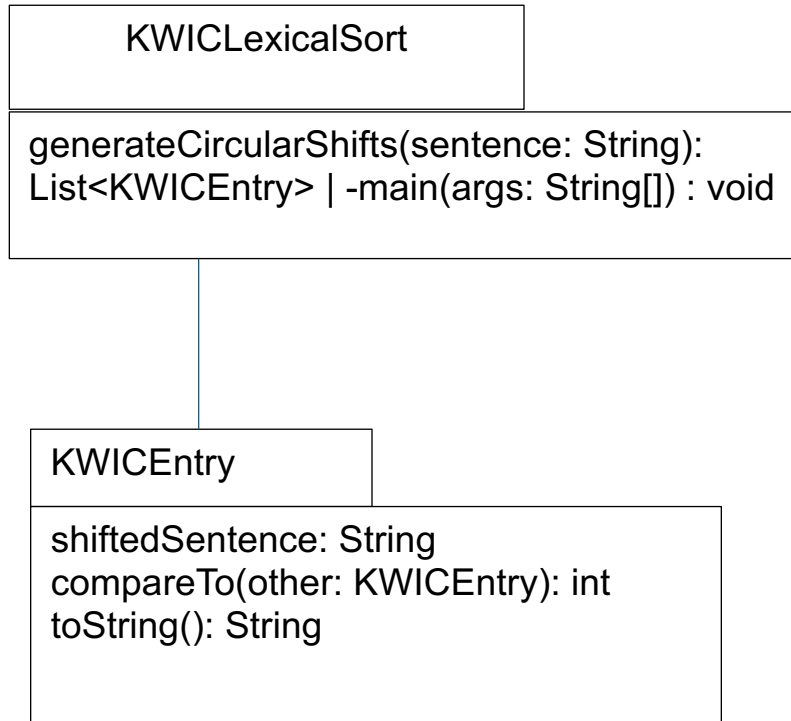 KWICLexicalSort
generateCircularShifts(sentence: String):
List<KWICEntry> | -main(args: String[]) : void
KWICEntry
shiftedSentence: String
compareTo(other: KWICEntry): int
toString(): String